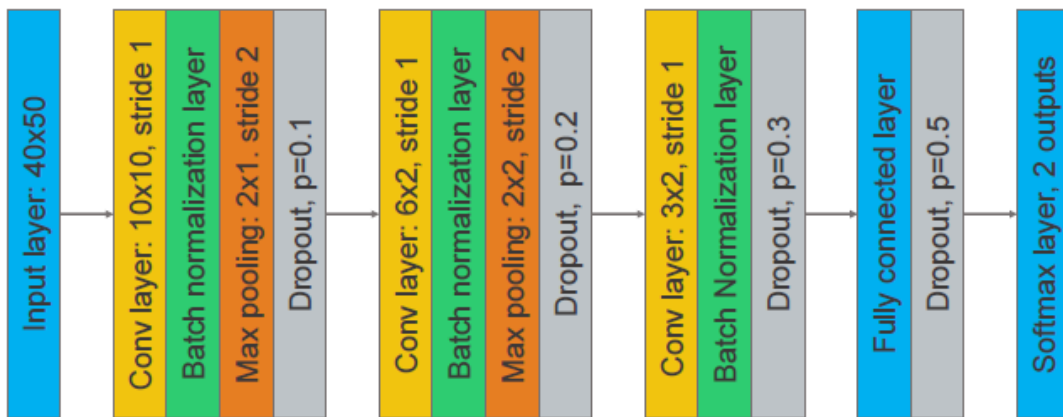 Input layer: 40x50
Conv layer: 10x10, stride 1
Batch normalization layer
Max pooling: 2x1. stride 2
Dropout, p=0.1
Conv layer: 6x2, stride 1
Batch normalization layer
Max pooling: 2x2, stride 2
Dropout, p=0.2
Conv layer: 3x2, stride 1
Batch Normalization layer
Dropout, p=0.3
Fully connected layer
Dropout, p=0.5
Softmax layer, 2 outputs